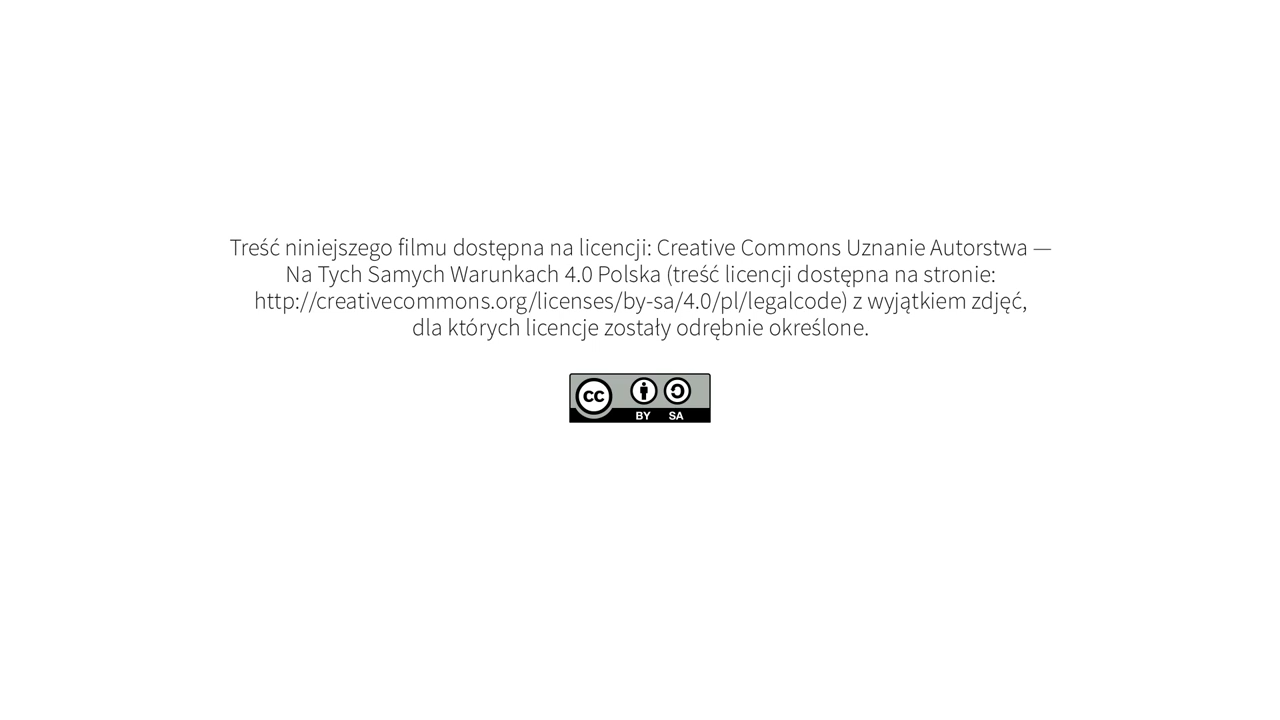 Treść niniejszego filmu dostępna na licencji: Creative Commons Uznanie Autorstwa —
Na Tych Samych Warunkach 4.0 Polska (treść licencji dostępna na stronie:
http://creativecommons.org/licenses/by-sa/4.0/pl/legalcode) z wyjątkiem zdjęć,
dla których licencje zostały odrębnie określone.
cc
BY SA